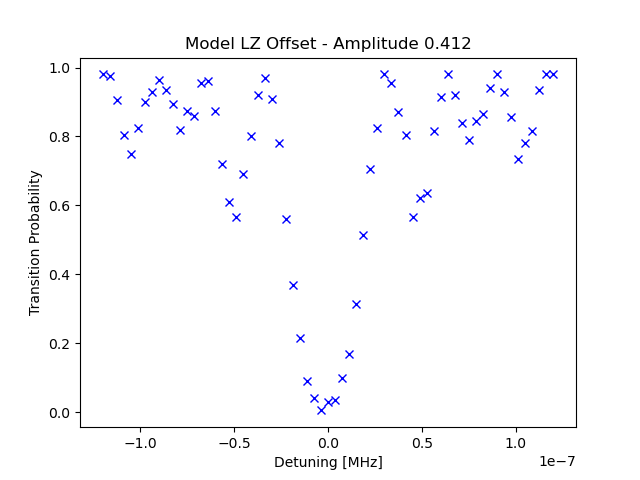 Model LZ Offset - Amplitude 0.412
Transition Probability
1.0
0.8
0.6
0.4
0.2
0.0
−1.0 −0.5 0.0 0.5 1.0
1e−7
Detuning [MHz]